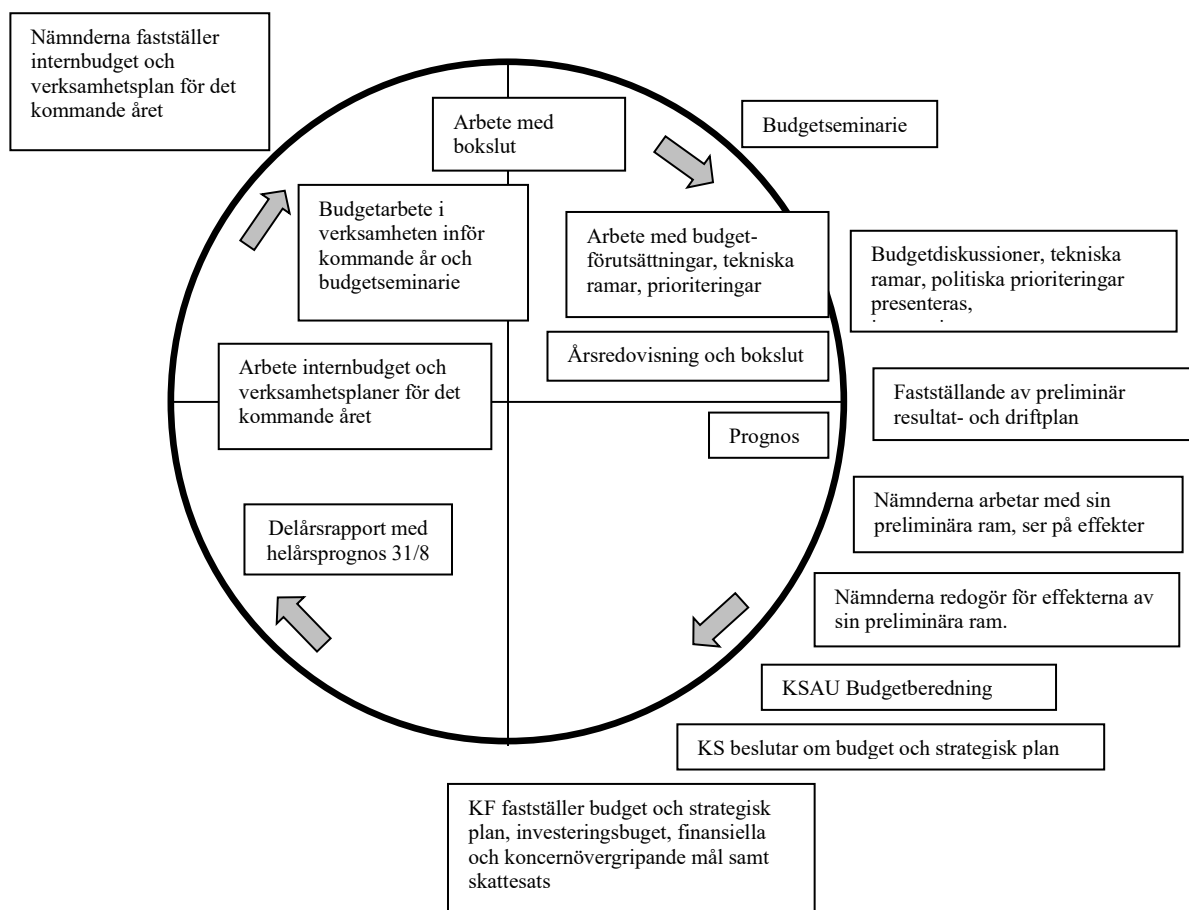 Nämnderna fastställer
internbudget och
verksamhetsplan för det
kommande året
Arbete med
bokslut
Budgetseminarie
Budgetarbete i
verksamheten inför
kommande år och
budgetseminarie
Arbete med budget-
förutsättningar, tekniska
ramar, prioriteringar
Budgetdiskussioner, tekniska
ramar, politiska prioriteringar
presenteras,
Årsredovisning och bokslut
Arbete internbudget och
verksamhetsplaner för det
kommande året
Fastställande av preliminär
resultat- och driftplan
Prognos
Nämnderna arbetar med sin
preliminära ram, ser på effekter
Delårsrapport med
helårsprognos 31/8
Nämnderna redogör för effekterna av
sin preliminära ram.
KSAU Budgetberedning
KS beslutar om budget och strategisk plan
KF fastställer budget och strategisk
plan, investeringsbuget, finansiella
och koncernövergripande mål samt
skattesats